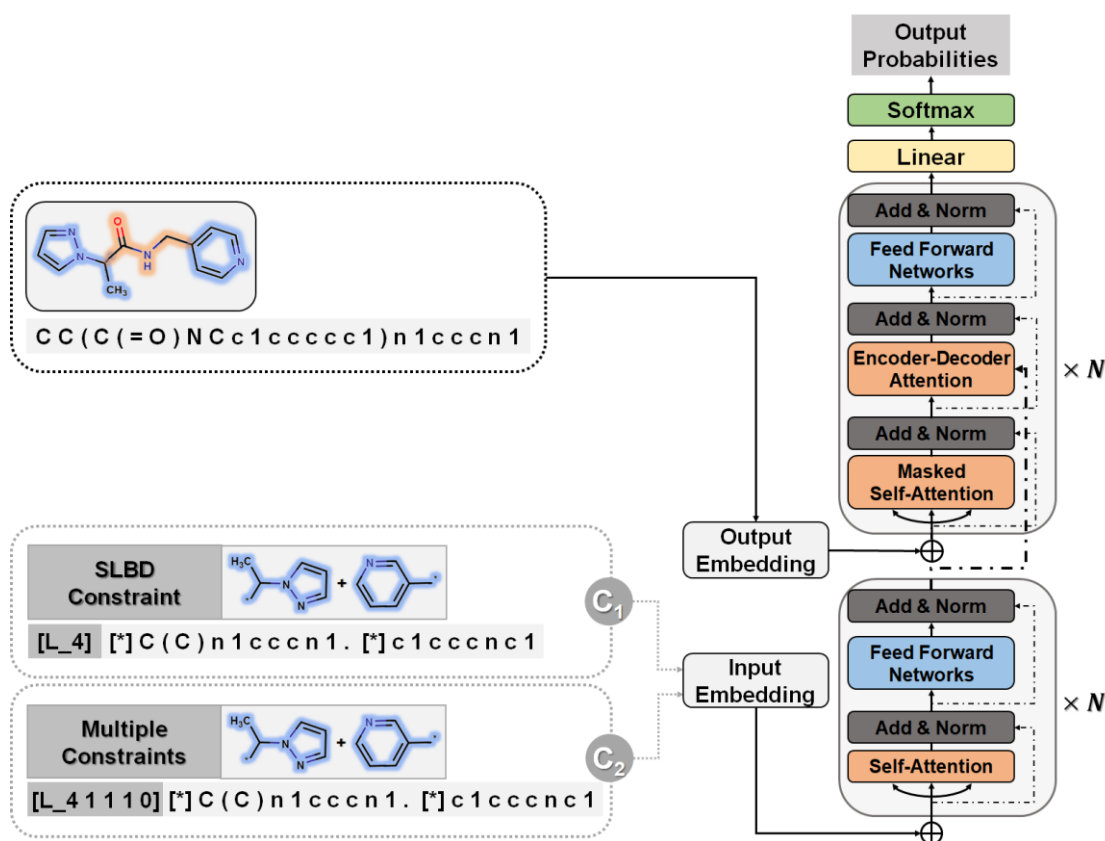 Output
Probabilities
Softmax
Linear
Add & Norm
Feed Forward
Networks
Add & Norm
Encoder-Decoder
Attention
× N
Add & Norm
Masked
Self-Attention
O
N
N
N
H
CH₃
N
C C ( C ( = O ) N C c 1 c c c c c 1 ) n 1 c c c n 1
Output
Embedding
SLBD
Constraint
H₃C
N
N
+
N
C₁
[L_4] [*] C ( C ) n 1 c c c n 1 . [*] c 1 c c c n c 1
Input
Embedding
Multiple
Constraints
H₃C
N
N
+
N
C₂
[L_4 1 1 1 0] [*] C ( C ) n 1 c c c n 1 . [*] c 1 c c c n c 1
Add & Norm
Feed Forward
Networks
× N
Add & Norm
Self-Attention